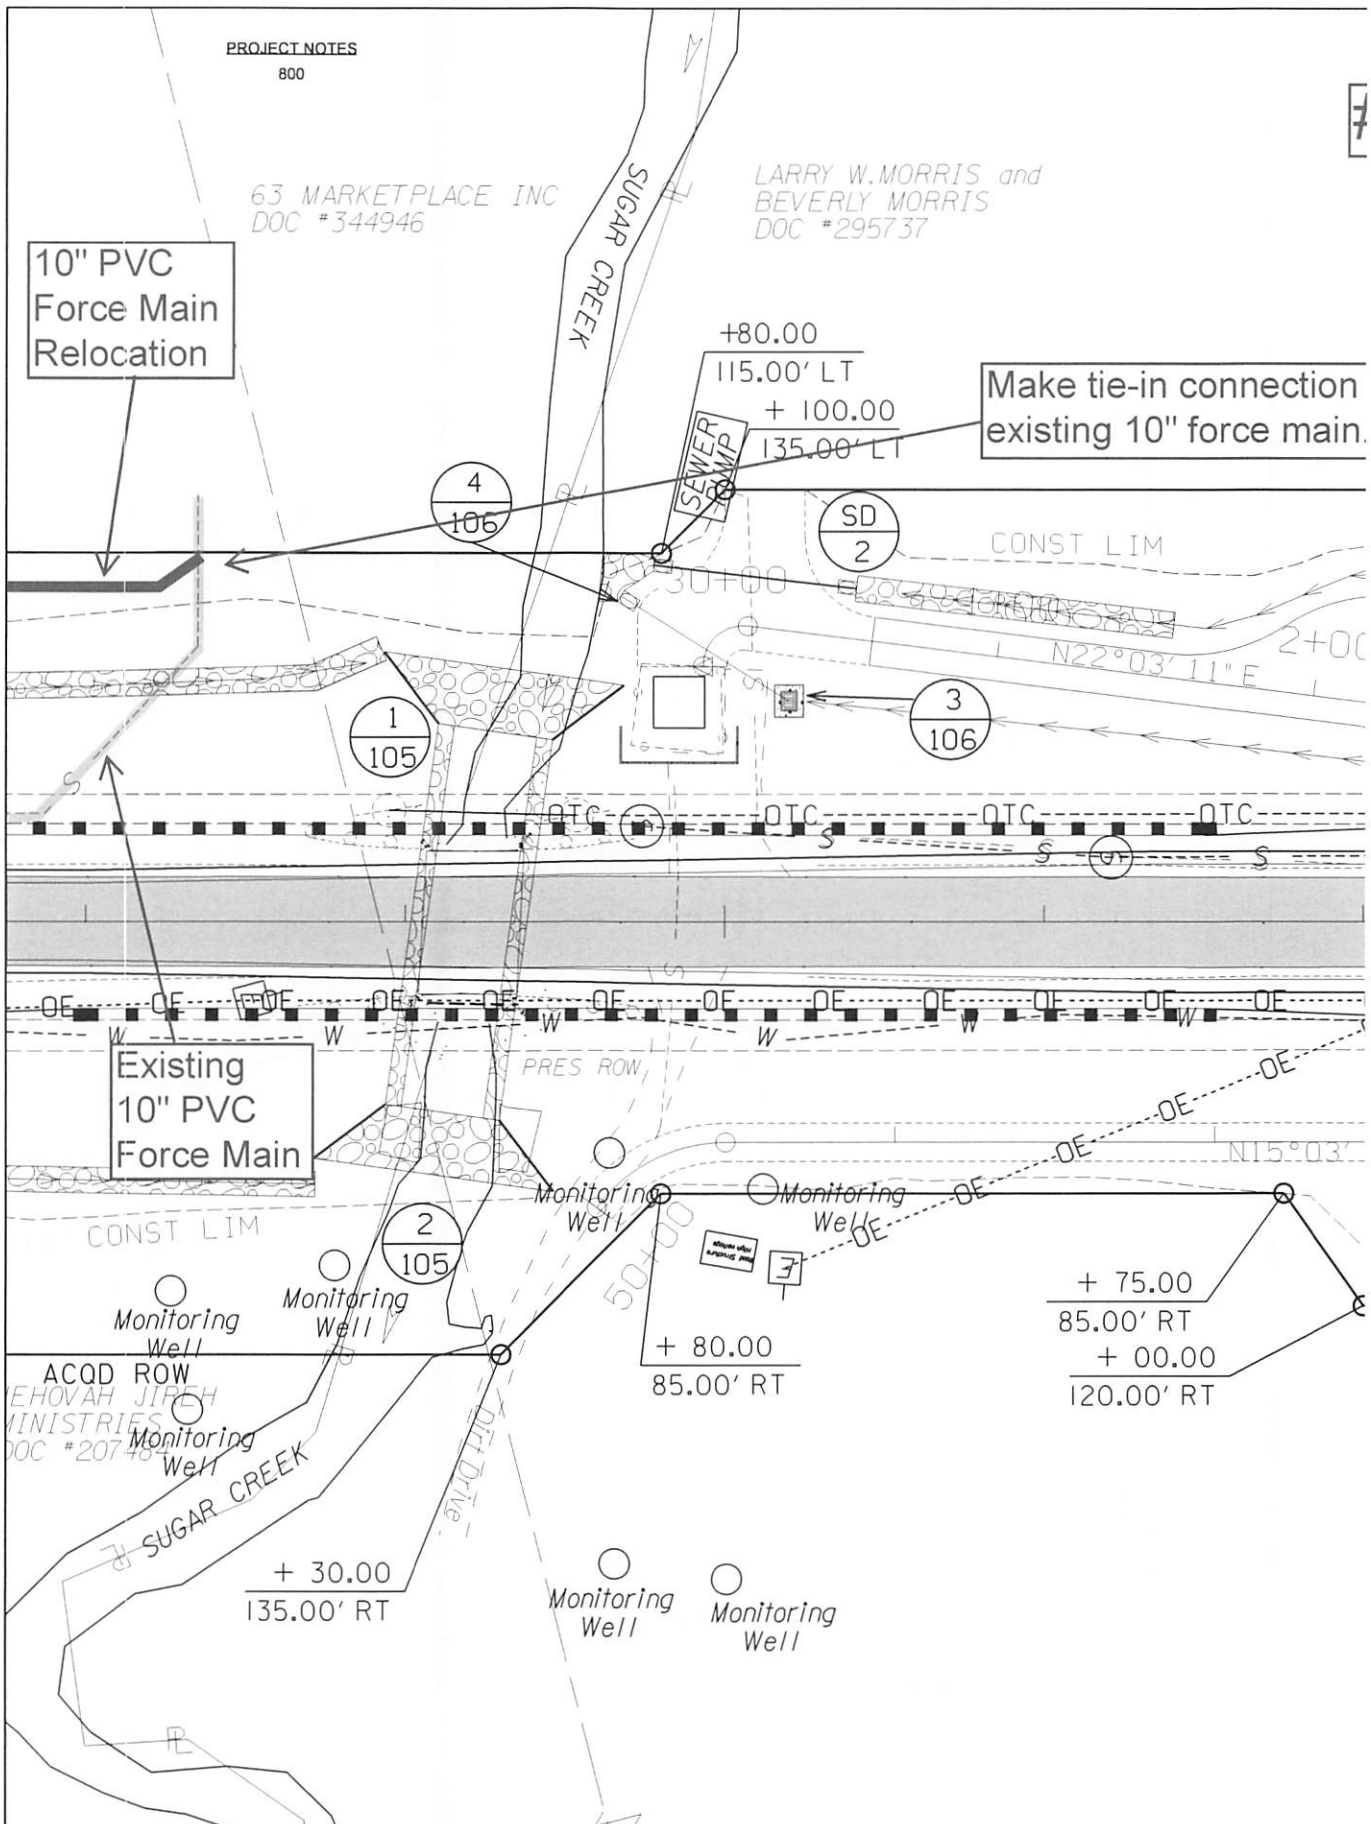 PROJECT NOTES
800
63 MARKETPLACE INC
DOC #344946
LARRY W. MORRIS and
BEVERLY MORRIS
DOC #295737
SUGAR CREEK
10" PVC
Force Main
Relocation
+80.00
115.00' LT
+ 100.00
135.00' LT
Make tie-in connection
existing 10" force main.
SEWER
PUMP
4
106
SD
2
CONST LIM
30+00
N22°03'11"E
2+00
1
105
3
106
S
OTC
OTC
OTC
OTC
S
S
S
S
S
OE
OE
OE
OE
OE
OE
OE
OE
OE
OE
OE
OE
W
W
W
W
W
W
Existing
10" PVC
Force Main
PRES ROW
OE
OE
OE
OE
OE
N15°03'
Monitoring
Well
Monitoring
Well
CONST LIM
2
105
50+00
E
Monitoring
Well
Monitoring
Well
+ 75.00
85.00' RT
+ 00.00
120.00' RT
+ 80.00
85.00' RT
ACQD ROW
JEHOVAH JIREH
MINISTRIES
DOC #207484
Monitoring
Well
Dirt Drive
SUGAR CREEK
+ 30.00
135.00' RT
Monitoring
Well
Monitoring
Well
PL